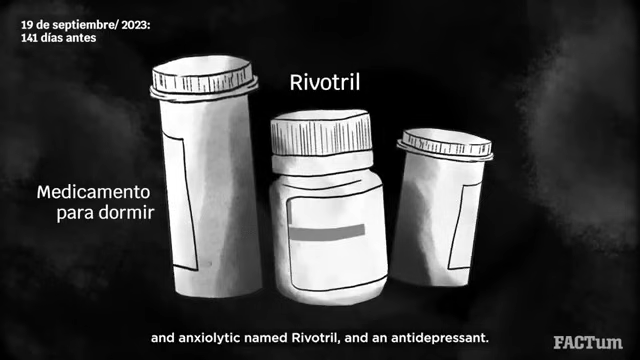 19 de septiembre/ 2023:
141 días antes
Rivotril
Medicamento
para dormir
and anxiolytic named Rivotril, and an antidepressant.
FACTum